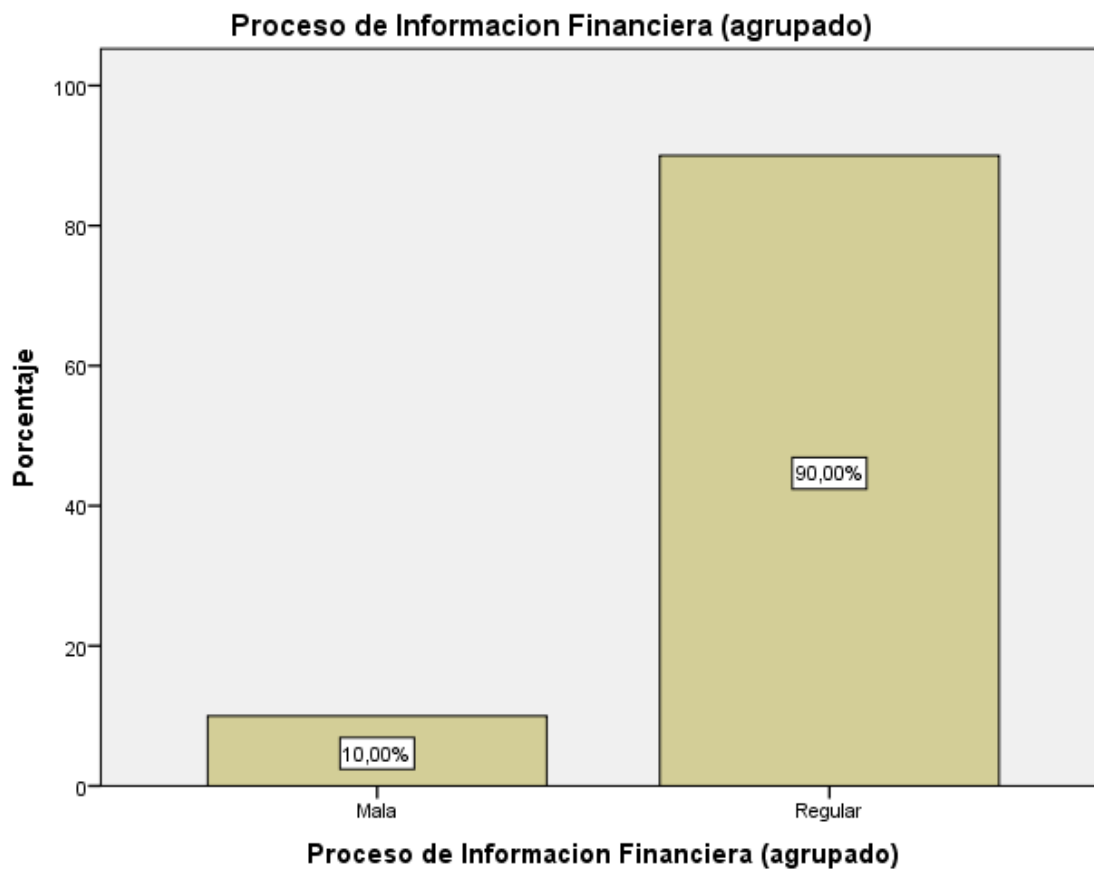 Proceso de Informacion Financiera (agrupado)
Porcentaje
100
80
60
40
20
0
10,00%
90,00%
Mala
Regular
Proceso de Informacion Financiera (agrupado)